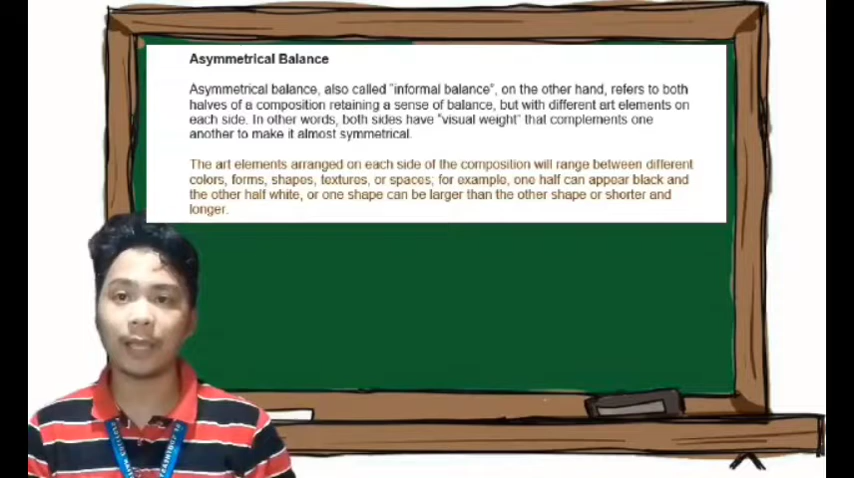 Asymmetrical Balance
Asymmetrical balance, also called "informal balance", on the other hand, refers to both
halves of a composition retaining a sense of balance, but with different art elements on
each side. In other words, both sides have "visual weight" that complements one
another to make it almost symmetrical.
The art elements arranged on each side of the composition will range between different
colors, forms, shapes, textures, or spaces; for example, one half can appear black and
the other half white, or one shape can be larger than the other shape or shorter and
longer.